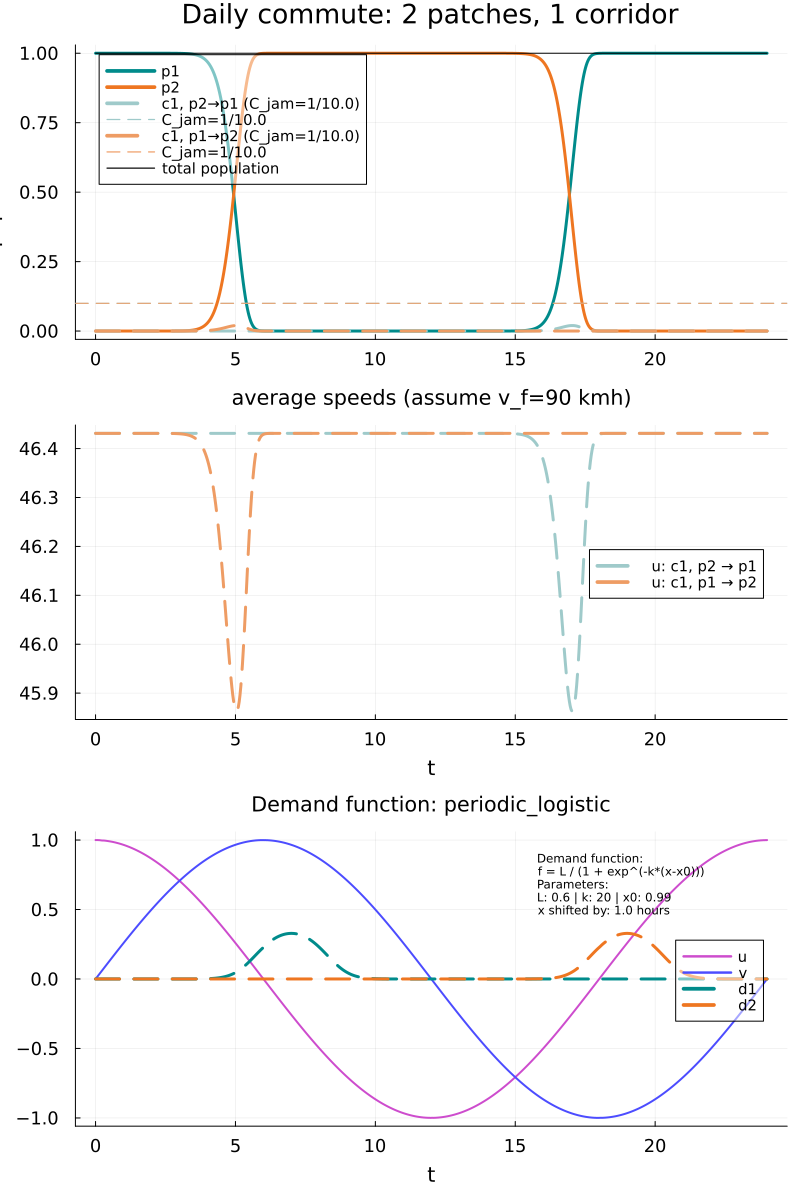 Daily commute: 2 patches, 1 corridor
1.00
0.75
0.50
0.25
0.00
p1
p2
c1, p2→p1 (C_jam=1/10.0)
C_jam=1/10.0
c1, p1→p2 (C_jam=1/10.0)
C_jam=1/10.0
total population
0 5 10 15 20
average speeds (assume v_f=90 kmh)
46.4
46.3
46.2
46.1
46.0
45.9
u: c1, p2 → p1
u: c1, p1 → p2
0 5 10 15 20
t
Demand function: periodic_logistic
1.0
0.5
0.0
−0.5
−1.0
Demand function:
f = L / (1 + exp^(-k*(x-x0)))
Parameters:
L: 0.6 | k: 20 | x0: 0.99
x shifted by: 1.0 hours
u
v
d1
d2
0 5 10 15 20
t